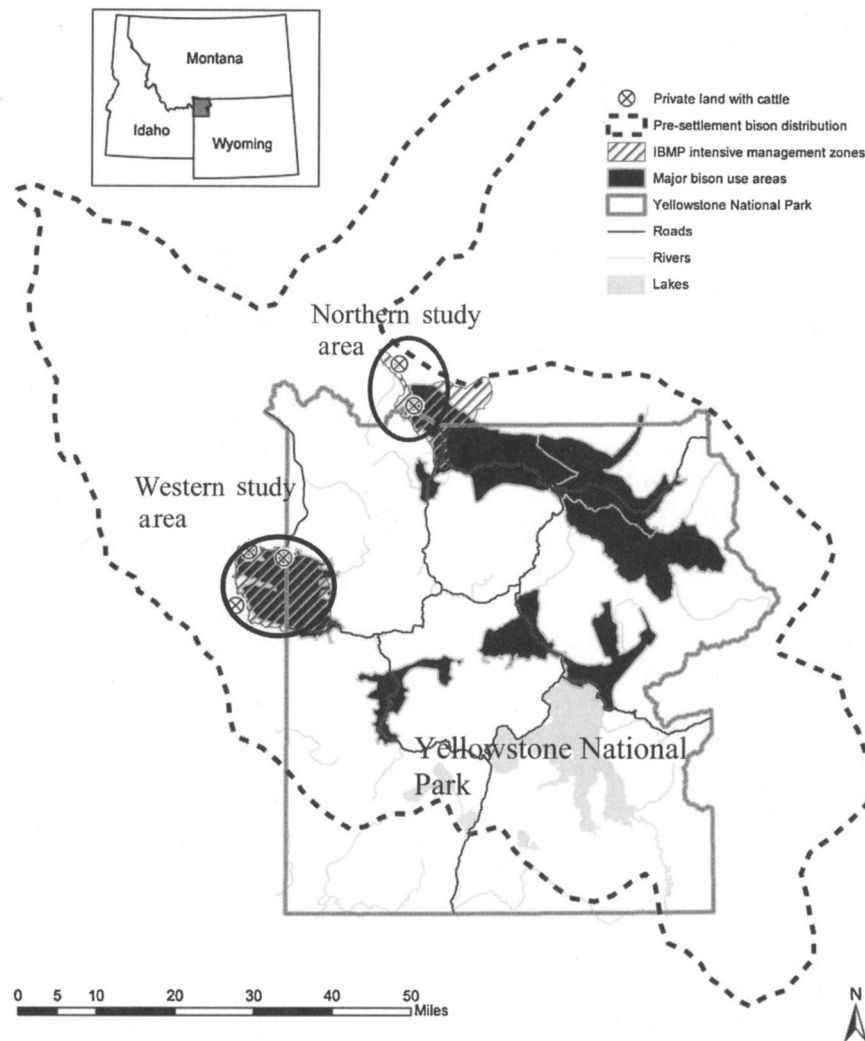 Montana
Idaho
Wyoming
Private land with cattle
Pre-settlement bison distribution
IBMP intensive management zones
Major bison use areas
Yellowstone National Park
Roads
Rivers
Lakes
Northern study
area
Western study
area
Yellowstone National
Park
0 5 10 20 30 40 50
Miles
N